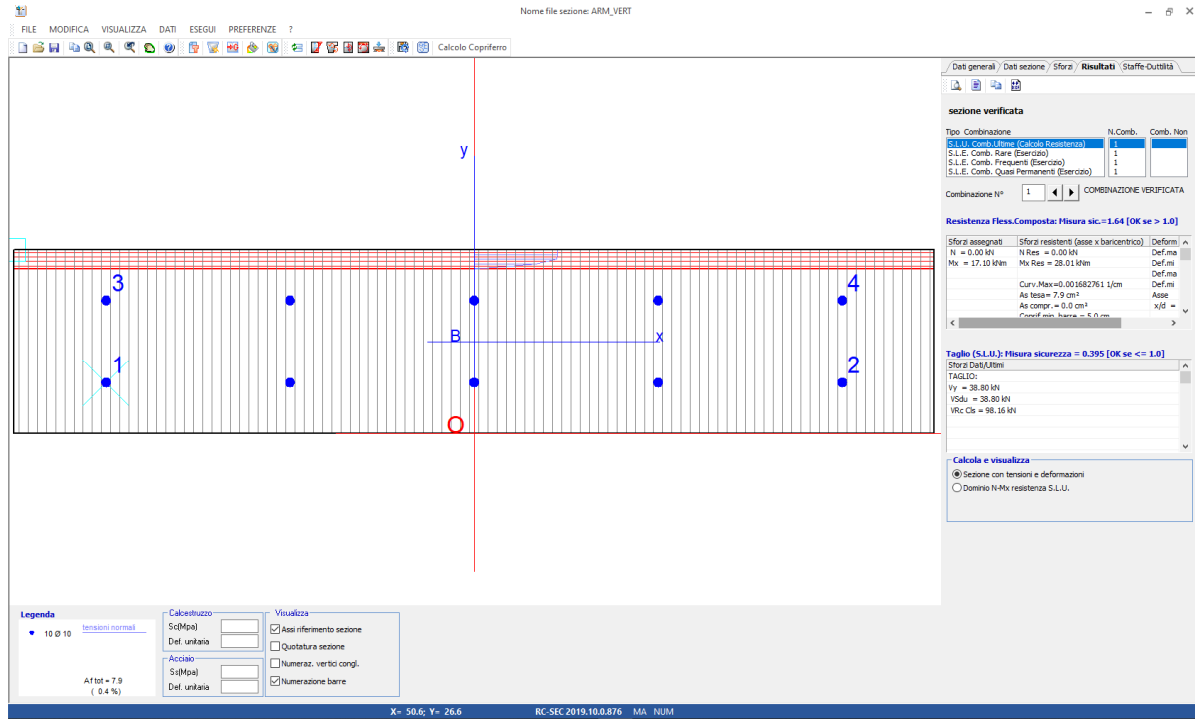 Nome file sezione: ARM_VERT
FILE MODIFICA VISUALIZZA DATI ESEGUI PREFERENZE ?
Calcolo Copriferro
Dati generali Dati sezione Sforzi Risultati Staffe-Duttilità
sezione verificata
Tipo Combinazione N.Comb. Comb. Non
S.L.U. Comb.Ultime (Calcolo Resistenza) 1
S.L.E. Comb. Rare (Esercizio) 1
S.L.E. Comb. Frequenti (Esercizio) 1
S.L.E. Comb. Quasi Permanenti (Esercizio) 1
Combinazione N° 1 COMBINAZIONE VERIFICATA
Resistenza Fless.Composta: Misura sic.=1.64 [OK se > 1.0]
Sforzi assegnati Sforzi resistenti (asse x baricentrico) Deform
N = 0.00 kN N Res = 0.00 kN Def.ma
Mx = 17.10 kNm Mx Res = 28.01 kNm Def.mi
Def.ma
Curv.Max=0.001682761 1/cm Def.mi
As tesa= 7.9 cm² Asse
As compr.= 0.0 cm² x/d =
Coprif.min. barre = 5.0 cm
Taglio (S.L.U.): Misura sicurezza = 0.395 [OK se <= 1.0]
Sforzi Dati/Ultimi
TAGLIO:
Vy = 38.80 kN
VSdu = 38.80 kN
VRc Cls = 98.16 kN
Calcola e visualizza
Sezione con tensioni e deformazioni
Dominio N-Mx resistenza S.L.U.
y
3
4
B
x
1
2
O
Legenda
10 Ø 10 tensioni normali
Af tot = 7.9
( 0.4 %)
Calcestruzzo
Sc(Mpa)
Def. unitaria
Acciaio
Ss(Mpa)
Def. unitaria
Visualizza
Assi riferimento sezione
Quotatura sezione
Numeraz. vertici congl.
Numerazione barre
X= 50.6; Y= 26.6 RC-SEC 2019.10.0.876 MA NUM